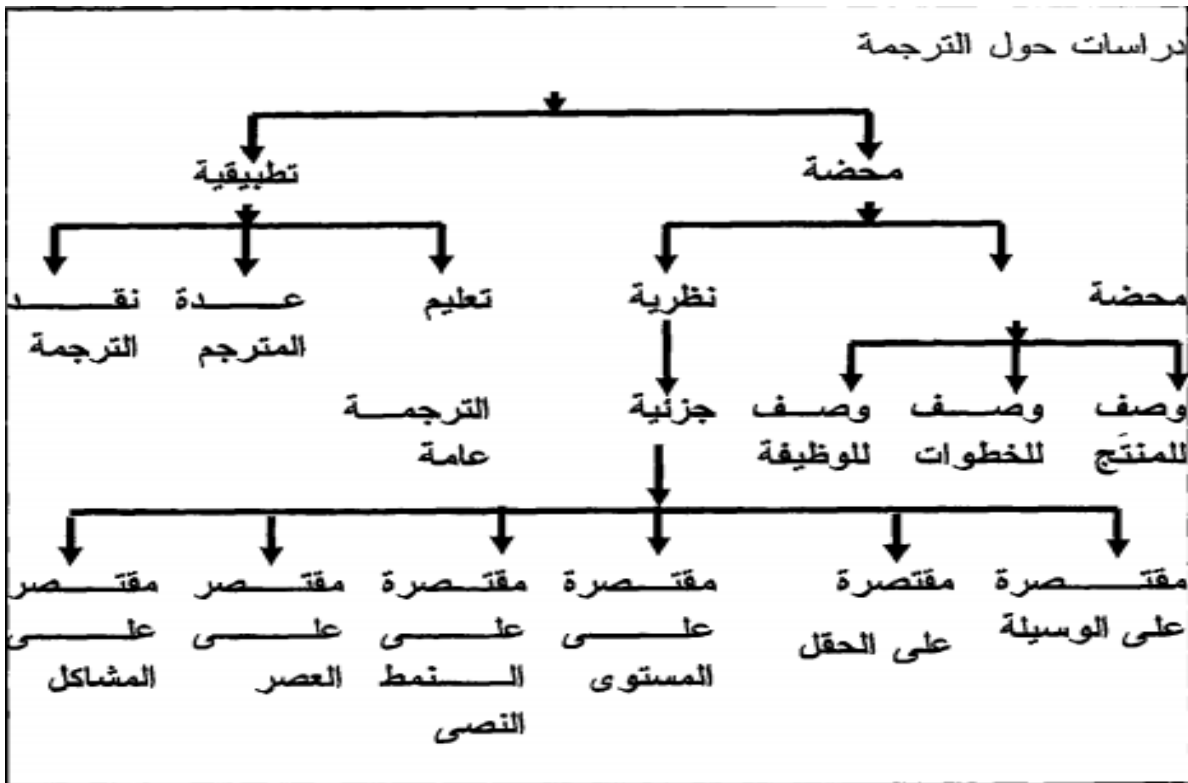 دراسات حول الترجمة
محضة تطبيقية
محضة نظرية تعليم عدة نقد
المترجم الترجمة
وصف وصف وصف جزئية الترجمة
للمنتَج للخطوات للوظيفة عامة
مقتصرة مقتصرة مقتصرة مقتصرة مقتصر مقتصر
على الوسيلة على الحقل على على على على
المستوى النمط العصر المشاكل
النصى